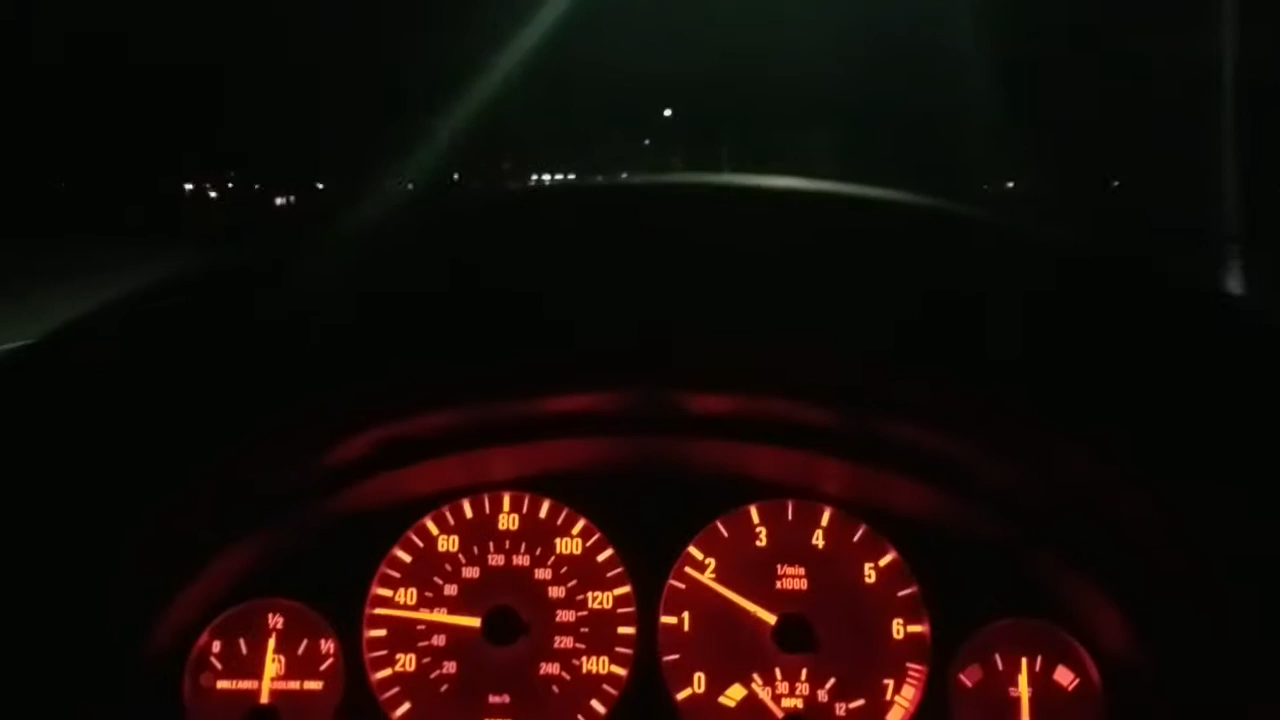 0 1/2 1/1
UNLEADED GASOLINE ONLY
20 40 60 80 100 120 140
20 40 60 80 100 120 140 160 180 200 220 240
km/h
0 1 2 3 4 5 6 7
1/min
x1000
50 30 20 15 12
MPG